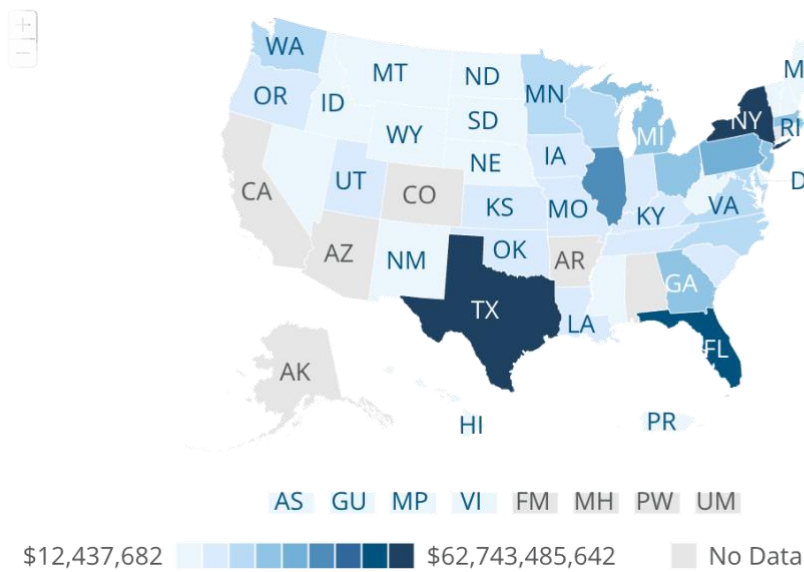 +
−
WA
MT
ND
M
OR
ID
MN
SD
WY
MI
NY
RI
NE
IA
UT
D
CA
CO
KS
MO
KY
VA
AZ
NM
OK
AR
GA
TX
LA
FL
AK
HI
PR
AS GU MP VI FM MH PW UM
$12,437,682 $62,743,485,642 No Data